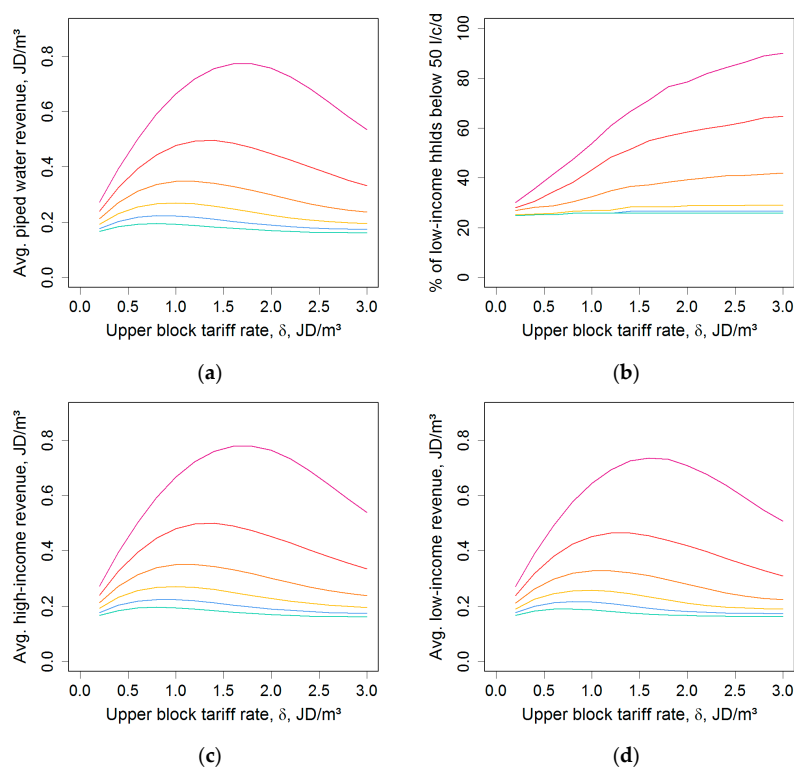 Avg. piped water revenue, JD/m³
0.0 0.2 0.4 0.6 0.8
0.0 0.5 1.0 1.5 2.0 2.5 3.0
Upper block tariff rate, δ, JD/m³
(a)
% of low-income hhlds below 50 l/c/d
0 20 40 60 80 100
0.0 0.5 1.0 1.5 2.0 2.5 3.0
Upper block tariff rate, δ, JD/m³
(b)
Avg. high-income revenue, JD/m³
0.0 0.2 0.4 0.6 0.8
0.0 0.5 1.0 1.5 2.0 2.5 3.0
Upper block tariff rate, δ, JD/m³
(c)
Avg. low-income revenue, JD/m³
0.0 0.2 0.4 0.6 0.8
0.0 0.5 1.0 1.5 2.0 2.5 3.0
Upper block tariff rate, δ, JD/m³
(d)